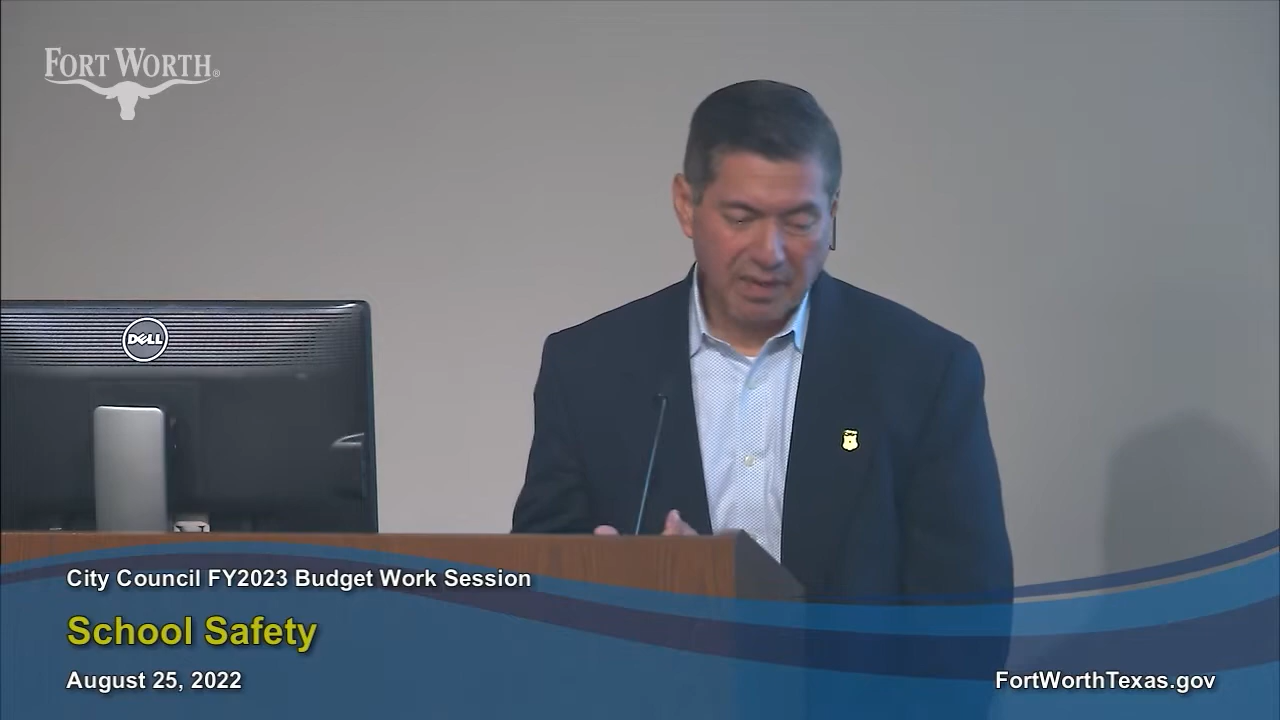 FORT WORTH®
DELL
City Council FY2023 Budget Work Session
School Safety
August 25, 2022
FortWorthTexas.gov